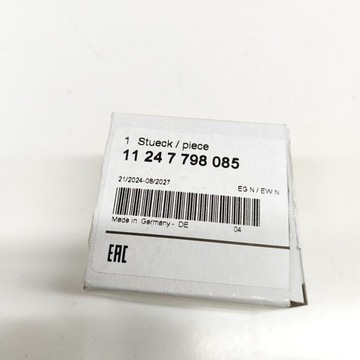 1 Stueck / piece
11 24 7 798 085
21/2024-08/2027 EG N / EW N
Made in Germany - DE 04
EAC